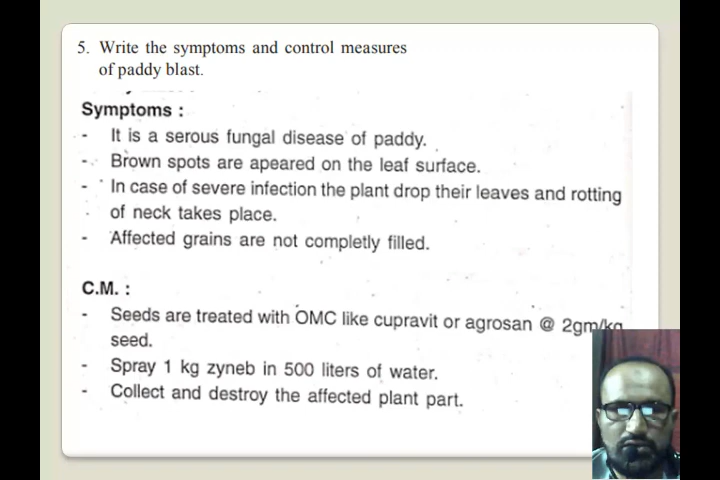 5. Write the symptoms and control measures
of paddy blast.
Symptoms :
- It is a serous fungal disease of paddy.
- Brown spots are apeared on the leaf surface.
- In case of severe infection the plant drop their leaves and rotting
of neck takes place.
- Affected grains are not completly filled.
C.M. :
- Seeds are treated with OMC like cupravit or agrosan @ 2gm/kg
seed.
- Spray 1 kg zyneb in 500 liters of water.
- Collect and destroy the affected plant part.